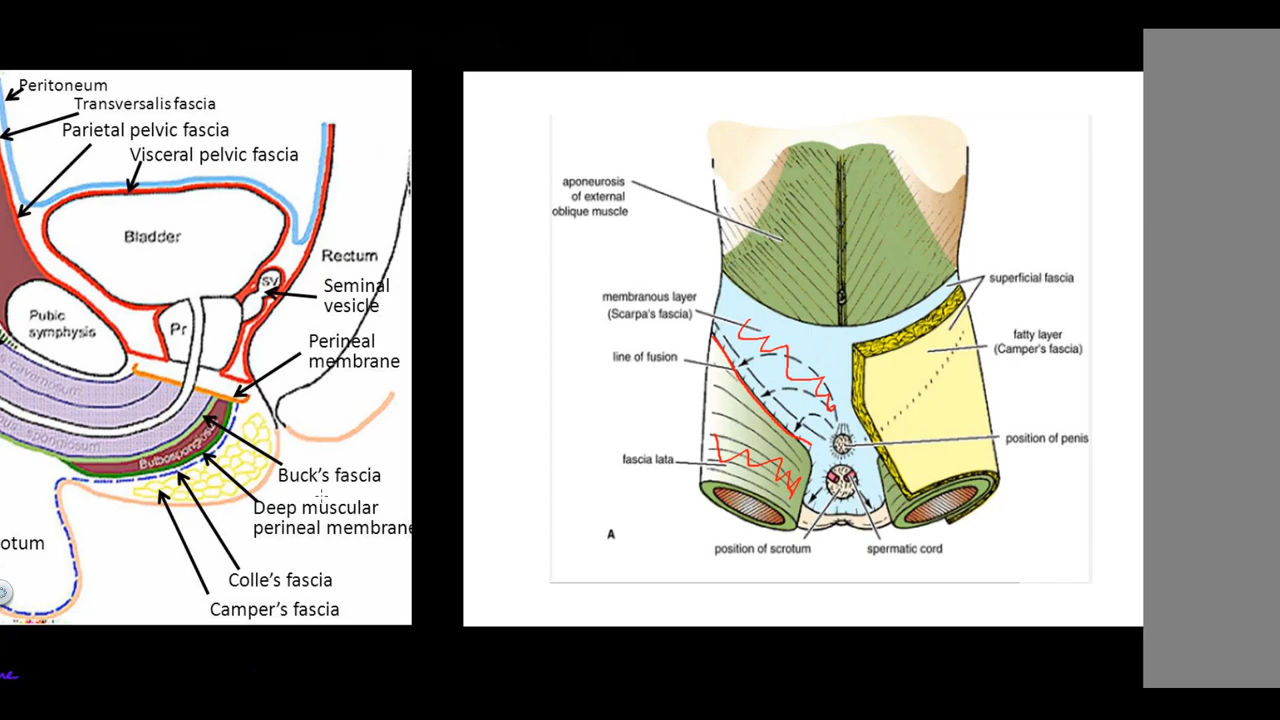 Peritoneum
Transversalis fascia
Parietal pelvic fascia
Visceral pelvic fascia
Bladder
Rectum
SV
Seminal
vesicle
Pubic
symphysis
Pr
Perineal
membrane
cavernosum
spongiosum
Bulbospongiosus
Buck's fascia
Deep muscular
perineal membrane
otum
Colle's fascia
Camper's fascia
aponeurosis
of external
oblique muscle
membranous layer
(Scarpa's fascia)
line of fusion
fascia lata
superficial fascia
fatty layer
(Camper's fascia)
position of penis
A
position of scrotum
spermatic cord